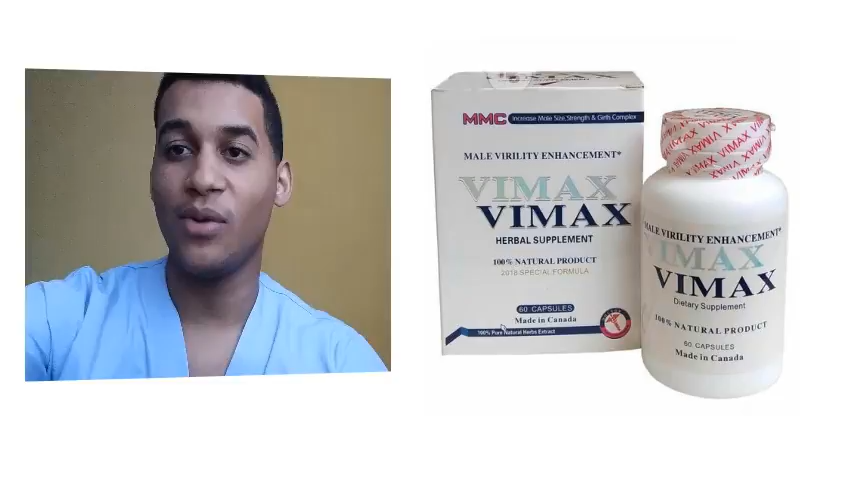 MMC Increase Male Size,Strength & Girth Complex
MALE VIRILITY ENHANCEMENT*
VIMAX
VIMAX
HERBAL SUPPLEMENT
100% NATURAL PRODUCT
2018 SPECIAL FORMULA
60 CAPSULES
Made in Canada
100% Pure Natural Herbs Extract
VIMAX VIMAX VIMAX
MALE VIRILITY ENHANCEMENT*
IMAX
VIMAX
Dietary Supplement
100% NATURAL PRODUCT
60 CAPSULES
Made in Canada